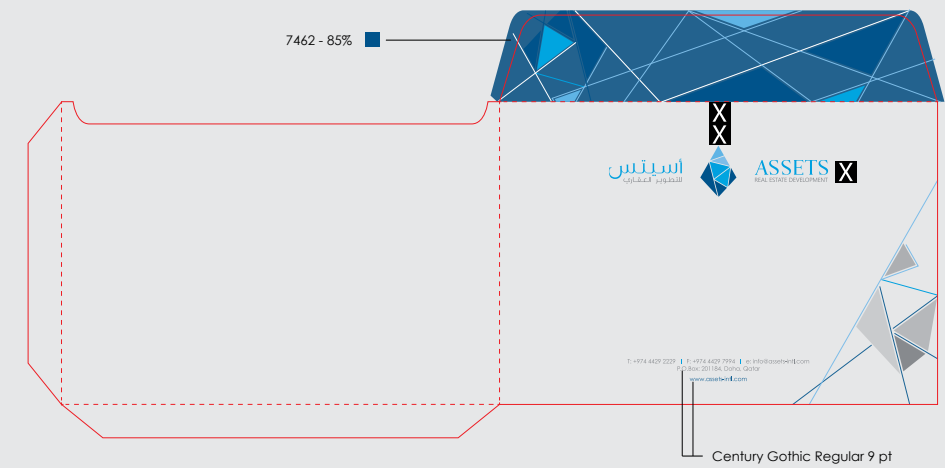 7462 - 85%
X
X
أسيتس
للتطوير العقاري
ASSETS
REAL ESTATE DEVELOPMENT
X
T: +974 4429 2229 | F: +974 4429 7994 | e: info@assets-intl.com
P.O.Box: 201184, Doha, Qatar
www.assets-intl.com
Century Gothic Regular 9 pt